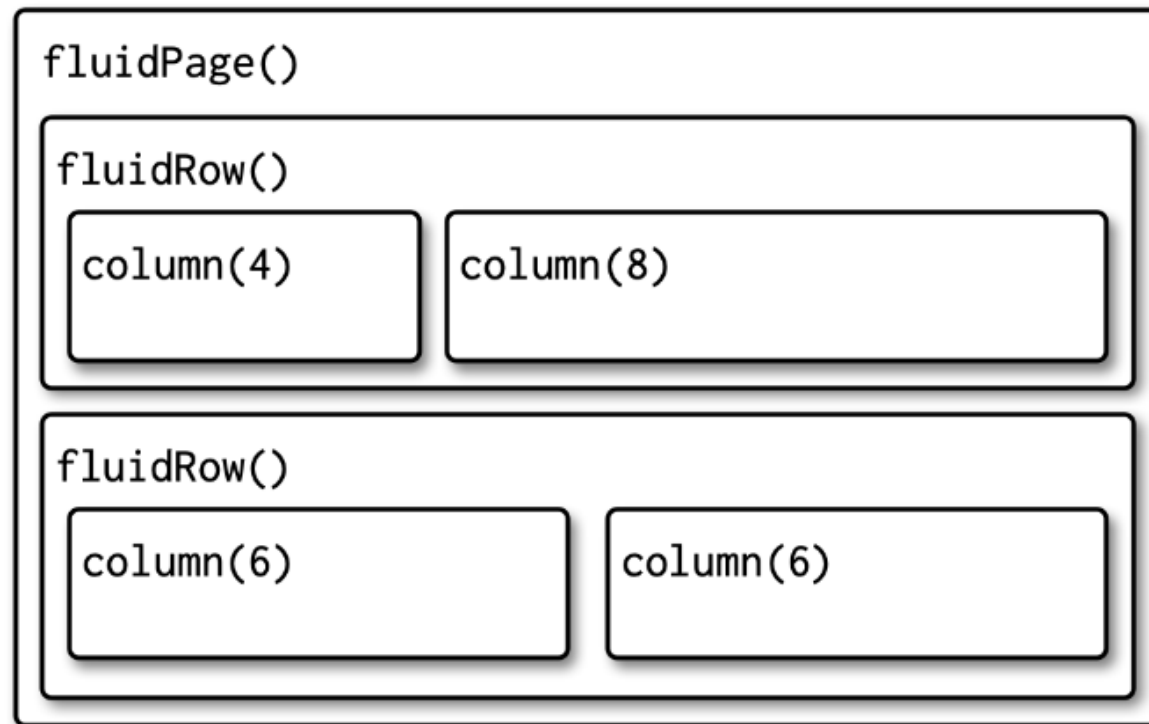 fluidPage()
fluidRow()
column(4) column(8)
fluidRow()
column(6) column(6)